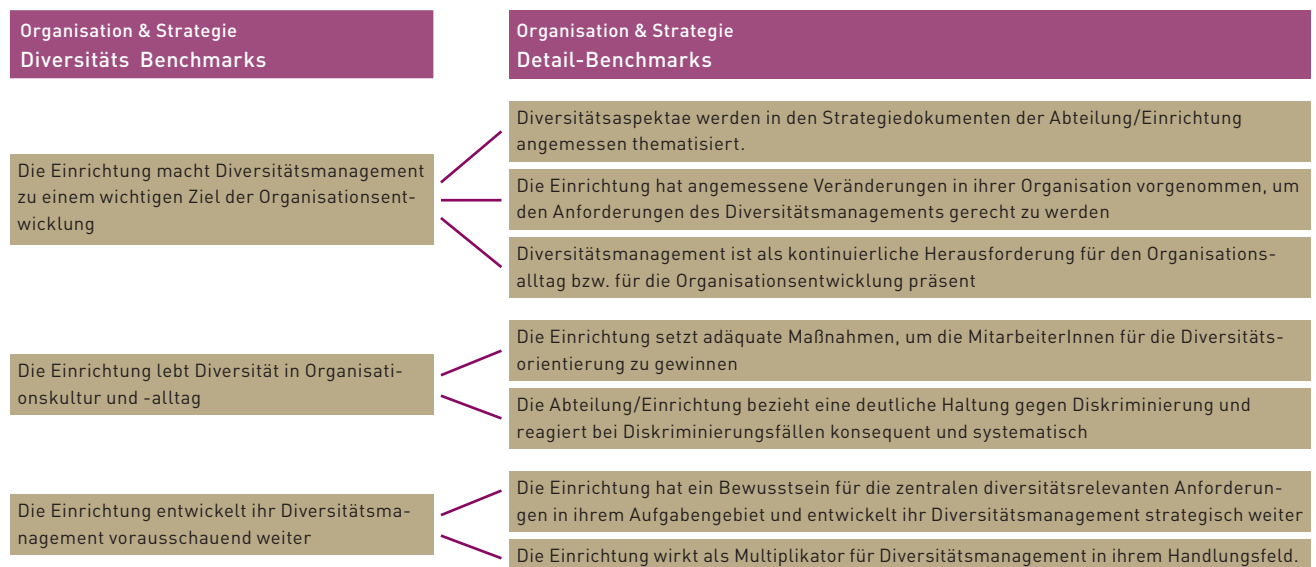 Organisation & Strategie
Diversitäts Benchmarks
Organisation & Strategie
Detail-Benchmarks
Die Einrichtung macht Diversitätsmanagement
zu einem wichtigen Ziel der Organisationsent-
wicklung
Diversitätsaspektae werden in den Strategiedokumenten der Abteilung/Einrichtung
angemessen thematisiert.
Die Einrichtung hat angemessene Veränderungen in ihrer Organisation vorgenommen, um
den Anforderungen des Diversitätsmanagements gerecht zu werden
Diversitätsmanagement ist als kontinuierliche Herausforderung für den Organisations-
alltag bzw. für die Organisationsentwicklung präsent
Die Einrichtung lebt Diversität in Organisati-
onskultur und -alltag
Die Einrichtung setzt adäquate Maßnahmen, um die MitarbeiterInnen für die Diversitäts-
orientierung zu gewinnen
Die Abteilung/Einrichtung bezieht eine deutliche Haltung gegen Diskriminierung und
reagiert bei Diskriminierungsfällen konsequent und systematisch
Die Einrichtung entwickelt ihr Diversitätsma-
nagement vorausschauend weiter
Die Einrichtung hat ein Bewusstsein für die zentralen diversitätsrelevanten Anforderun-
gen in ihrem Aufgabengebiet und entwickelt ihr Diversitätsmanagement strategisch weiter
Die Einrichtung wirkt als Multiplikator für Diversitätsmanagement in ihrem Handlungsfeld.